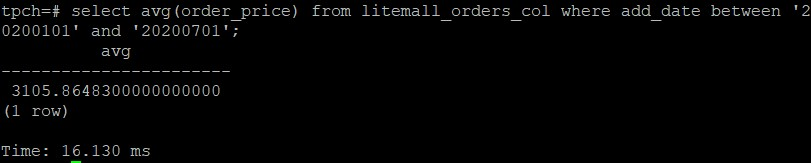 tpch=# select avg(order_price) from litemall_orders_col where add_date between '2
0200101' and '20200701';
avg
-----------------------
3105.8648300000000000
(1 row)
Time: 16.130 ms